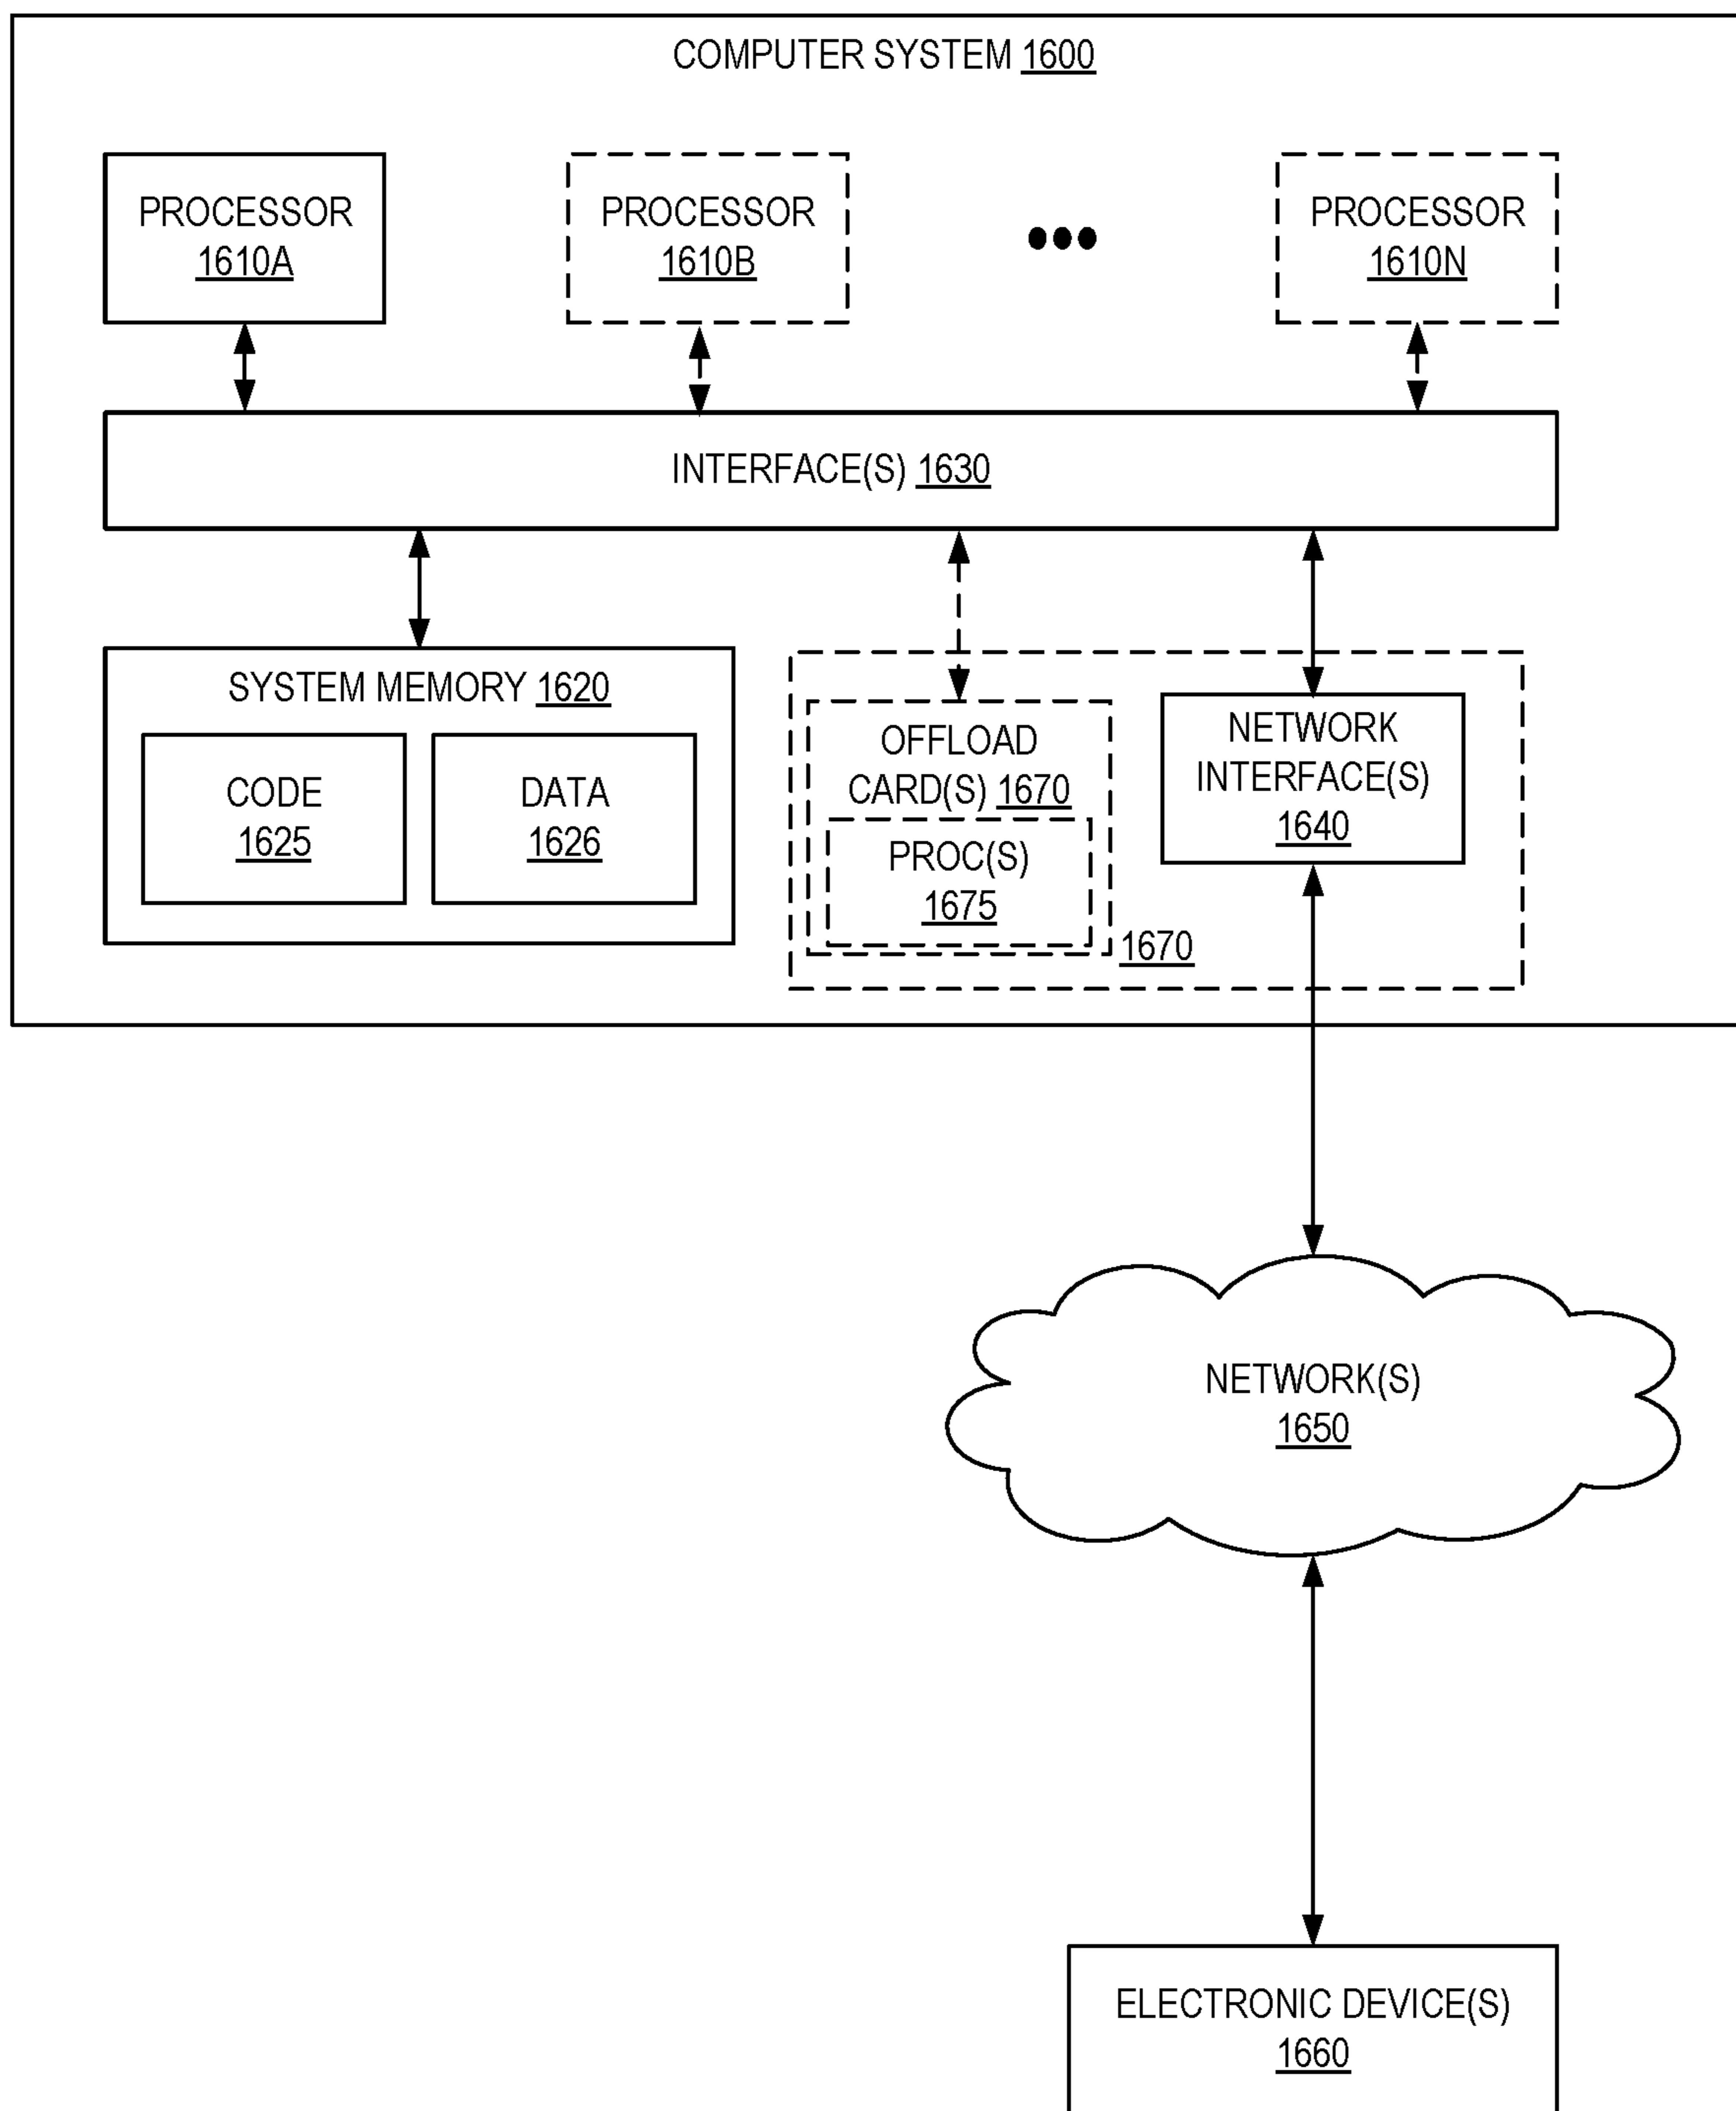 COMPUTER SYSTEM 1600
PROCESSOR
1610A
PROCESSOR
1610B
PROCESSOR
1610N
INTERFACE(S) 1630
SYSTEM MEMORY 1620
CODE
1625
DATA
1626
OFFLOAD
CARD(S) 1670
PROC(S)
1675
1670
NETWORK
INTERFACE(S)
1640
NETWORK(S)
1650
ELECTRONIC DEVICE(S)
1660